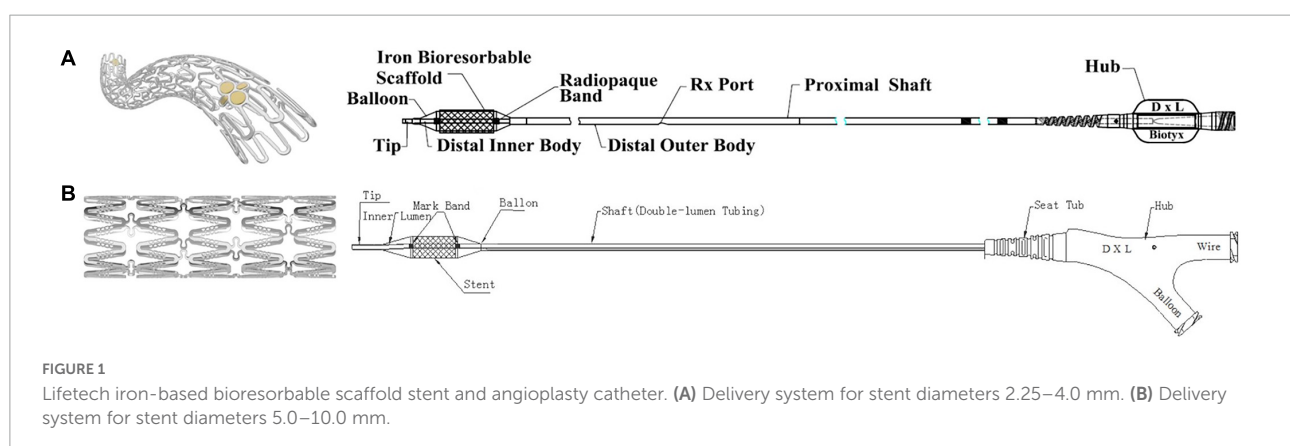 A
Iron Bioresorbable
Scaffold
Balloon
Radiopaque
Band
Rx Port
Proximal Shaft
Hub
D x L
Biotyx
Tip
Distal Inner Body
Distal Outer Body
B
Tip
Inner Lumen
Mark Band
Ballon
Shaft(Double-lumen Tubing)
Seat Tub
Hub
D X L
Wire
Balloon
Stent
FIGURE 1
Lifetech iron-based bioresorbable scaffold stent and angioplasty catheter. (A) Delivery system for stent diameters 2.25–4.0 mm. (B) Delivery
system for stent diameters 5.0–10.0 mm.